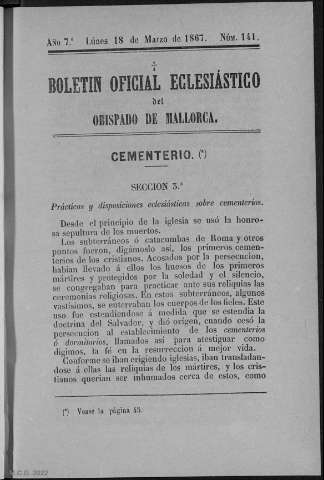 Año 7.º Lúnes 18 de Marzo de 1867. Núm. 141.
BOLETIN OFICIAL ECLESIÁSTICO
del
OBISPADO DE MALLORCA.
CEMENTERIO. (*)
SECCION 3.ª
Prácticas y disposiciones eclesiásticas sobre cementerios.
Desde el principio de la iglesia se usó la honro-
sa sepultura de los muertos.
Los subterráneos ó catacumbas de Roma y otros
puntos fueron, digámoslo así, los primeros cemen-
terios de los cristianos. Acosados por la persecucion,
habian llevado á ellos los huesos de los primeros
mártires y protegidos por la soledad y el silencio,
se congregaban para practicar ante sus reliquias las
ceremonias religiosas. En estos subterráneos, algunos
vastísimos, se enterraban los cuerpos de los fieles. Este
uso fue estendiendose á medida que se estendia la
doctrina del Salvador, y dió orígen, cuando cesó la
persecucion al establecimiento de los cementerios
ó dormitorios, llamados así para atestiguar como
digimos, la fé en la resurreccion á mejor vida.
Conforme se iban erigiendo iglesias, iban trasladan-
dose á ellas las reliquias de los mártires, y los cris-
tianos querian ser inhumados cerca de estos, como
(*) Vease la página 43.
M.C.D. 2022